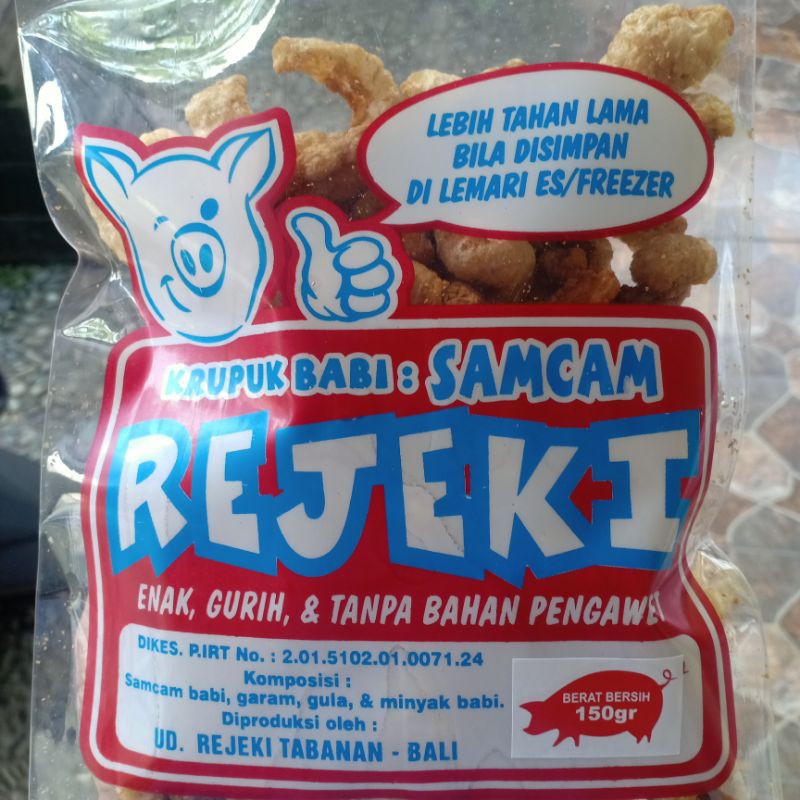 LEBIH TAHAN LAMA
BILA DISIMPAN
DI LEMARI ES/FREEZER
KRUPUK BABI : SAMCAM
REJEKI
ENAK, GURIH, & TANPA BAHAN PENGAWET
DIKES. P.IRT No. : 2.01.5102.01.0071.24
Komposisi :
Samcam babi, garam, gula, & minyak babi.
Diproduksi oleh :
UD. REJEKI TABANAN - BALI
BERAT BERSIH
150gr